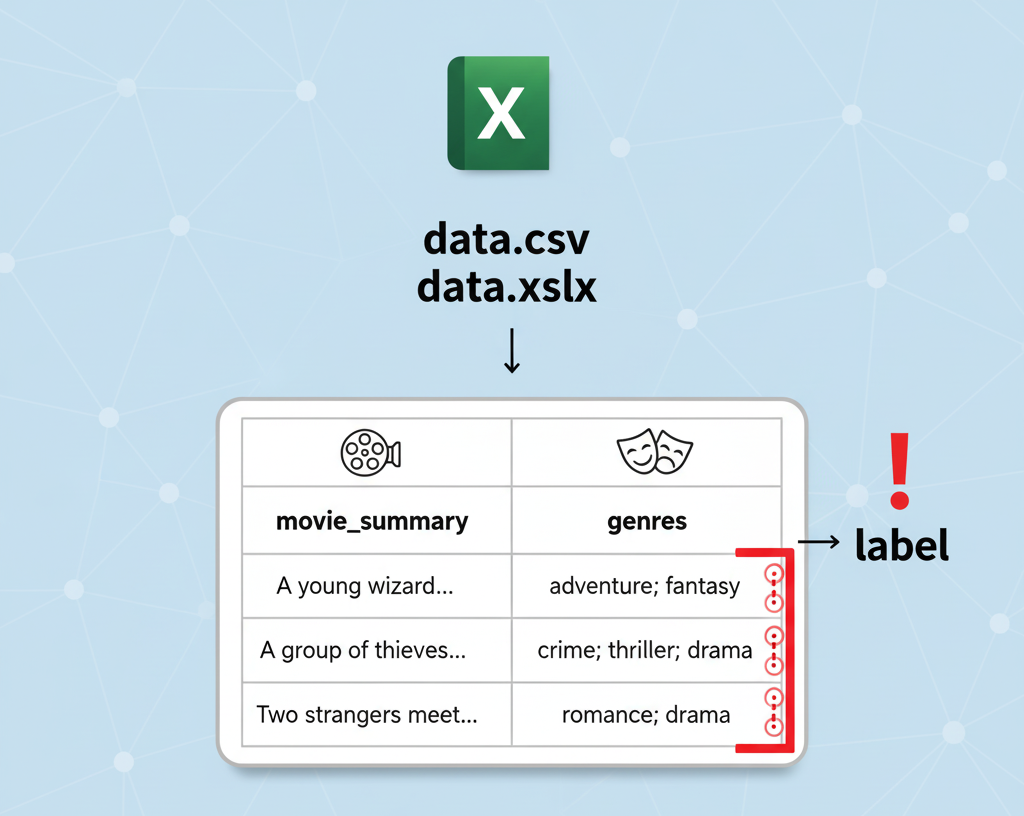 X
data.csv
data.xslx
movie_summary
genres
A young wizard...
adventure; fantasy
A group of thieves...
crime; thriller; drama
Two strangers meet...
romance; drama
!
label